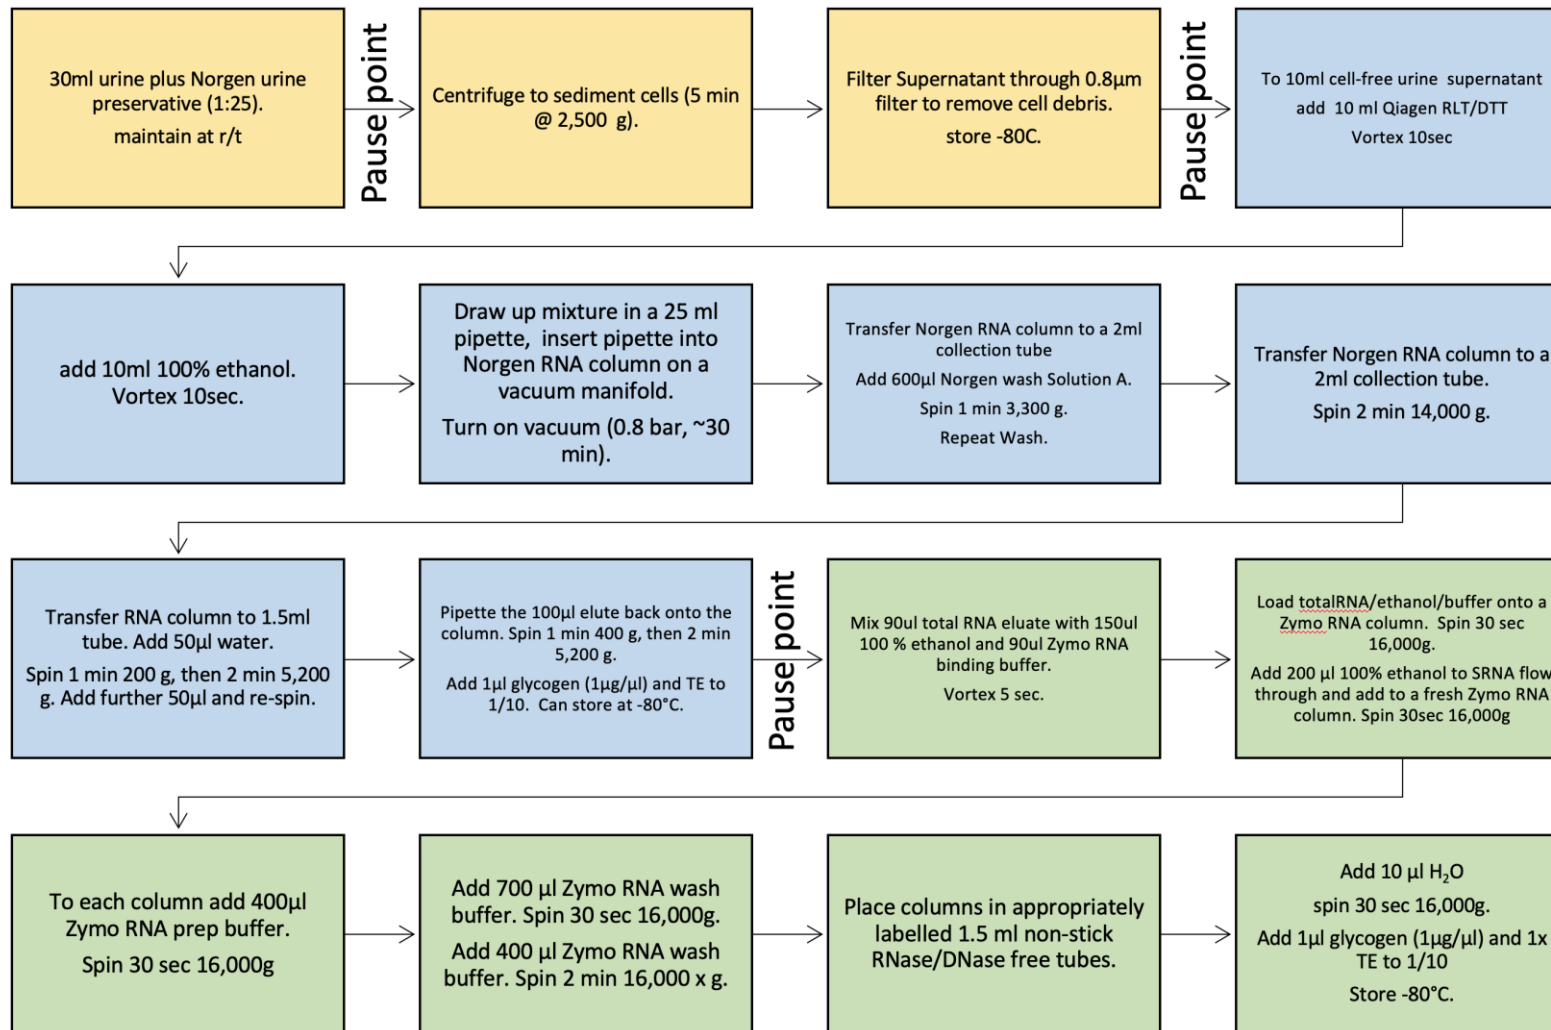 30ml urine plus Norgen urine
preservative (1:25).
maintain at r/t
Pause point
Centrifuge to sediment cells (5 min
@ 2,500 g).
Filter Supernatant through 0.8µm
filter to remove cell debris.
store -80C.
Pause point
To 10ml cell-free urine supernatant
add 10 ml Qiagen RLT/DTT
Vortex 10sec
add 10ml 100% ethanol.
Vortex 10sec.
Draw up mixture in a 25 ml
pipette, insert pipette into
Norgen RNA column on a
vacuum manifold.
Turn on vacuum (0.8 bar, ~30
min).
Transfer Norgen RNA column to a 2ml
collection tube
Add 600µl Norgen wash Solution A.
Spin 1 min 3,300 g.
Repeat Wash.
Transfer Norgen RNA column to a
2ml collection tube.
Spin 2 min 14,000 g.
Transfer RNA column to 1.5ml
tube. Add 50µl water.
Spin 1 min 200 g, then 2 min 5,200
g. Add further 50µl and re-spin.
Pipette the 100µl elute back onto the
column. Spin 1 min 400 g, then 2 min
5,200 g.
Add 1µl glycogen (1µg/µl) and TE to
1/10. Can store at -80°C.
Pause point
Mix 90ul total RNA eluate with 150ul
100 % ethanol and 90ul Zymo RNA
binding buffer.
Vortex 5 sec.
Load totalRNA/ethanol/buffer onto a
Zymo RNA column. Spin 30 sec
16,000g.
Add 200 µl 100% ethanol to SRNA flow
through and add to a fresh Zymo RNA
column. Spin 30sec 16,000g
To each column add 400µl
Zymo RNA prep buffer.
Spin 30 sec 16,000g
Add 700 µl Zymo RNA wash
buffer. Spin 30 sec 16,000g.
Add 400 µl Zymo RNA wash
buffer. Spin 2 min 16,000 x g.
Place columns in appropriately
labelled 1.5 ml non-stick
RNase/DNase free tubes.
Add 10 µl H₂O
spin 30 sec 16,000g.
Add 1µl glycogen (1µg/µl) and 1x
TE to 1/10
Store -80°C.